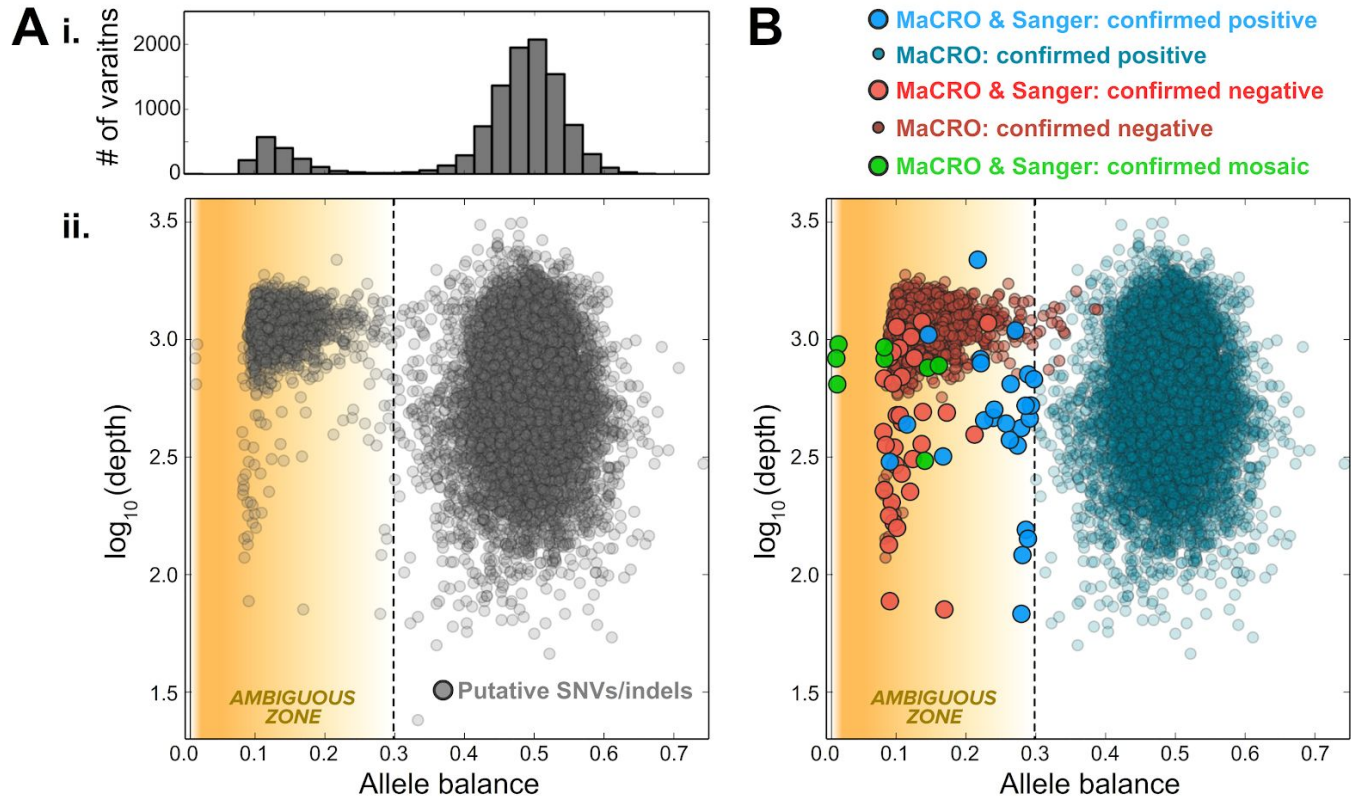 A i.
2000
1000
0
# of varaitns
ii.
3.5
3.0
2.5
2.0
1.5
log10(depth)
AMBIGUOUS
ZONE
Putative SNVs/indels
0.0 0.1 0.2 0.3 0.4 0.5 0.6 0.7
Allele balance
B
MaCRO & Sanger: confirmed positive
MaCRO: confirmed positive
MaCRO & Sanger: confirmed negative
MaCRO: confirmed negative
MaCRO & Sanger: confirmed mosaic
3.5
3.0
2.5
2.0
1.5
log10(depth)
AMBIGUOUS
ZONE
0.0 0.1 0.2 0.3 0.4 0.5 0.6 0.7
Allele balance